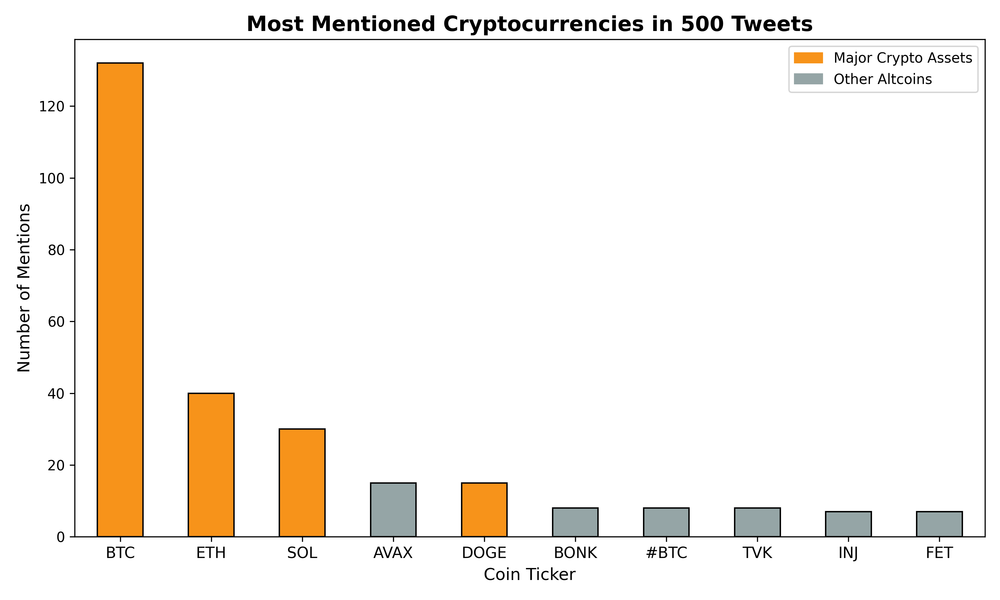 Most Mentioned Cryptocurrencies in 500 Tweets
Major Crypto Assets
Other Altcoins
Number of Mentions
120
100
80
60
40
20
0
BTC ETH SOL AVAX DOGE BONK #BTC TVK INJ FET
Coin Ticker